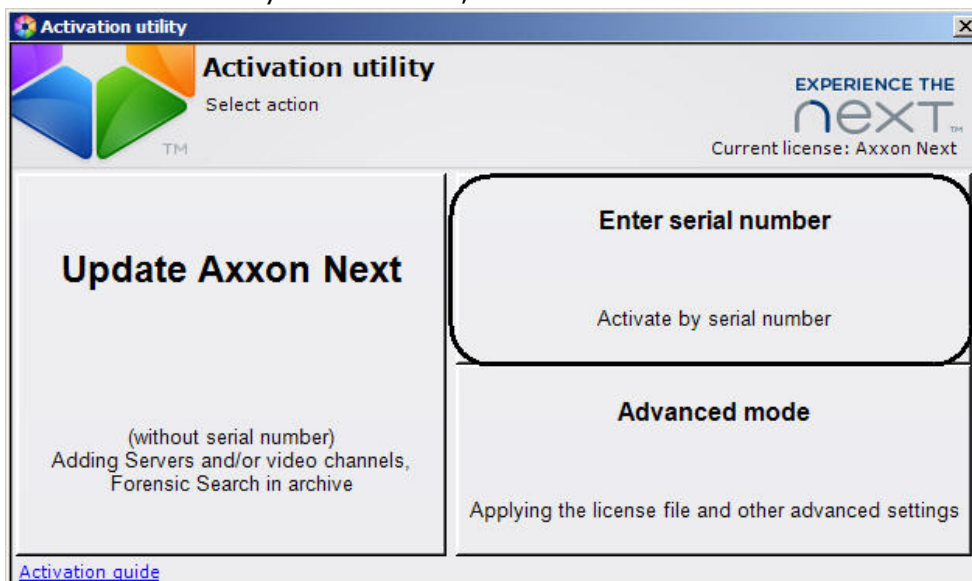 Activation utility
Activation utility
Select action
TM
EXPERIENCE THE
next™
Current license: Axxon Next
Update Axxon Next
(without serial number)
Adding Servers and/or video channels,
Forensic Search in archive
Enter serial number
Activate by serial number
Advanced mode
Applying the license file and other advanced settings
Activation guide